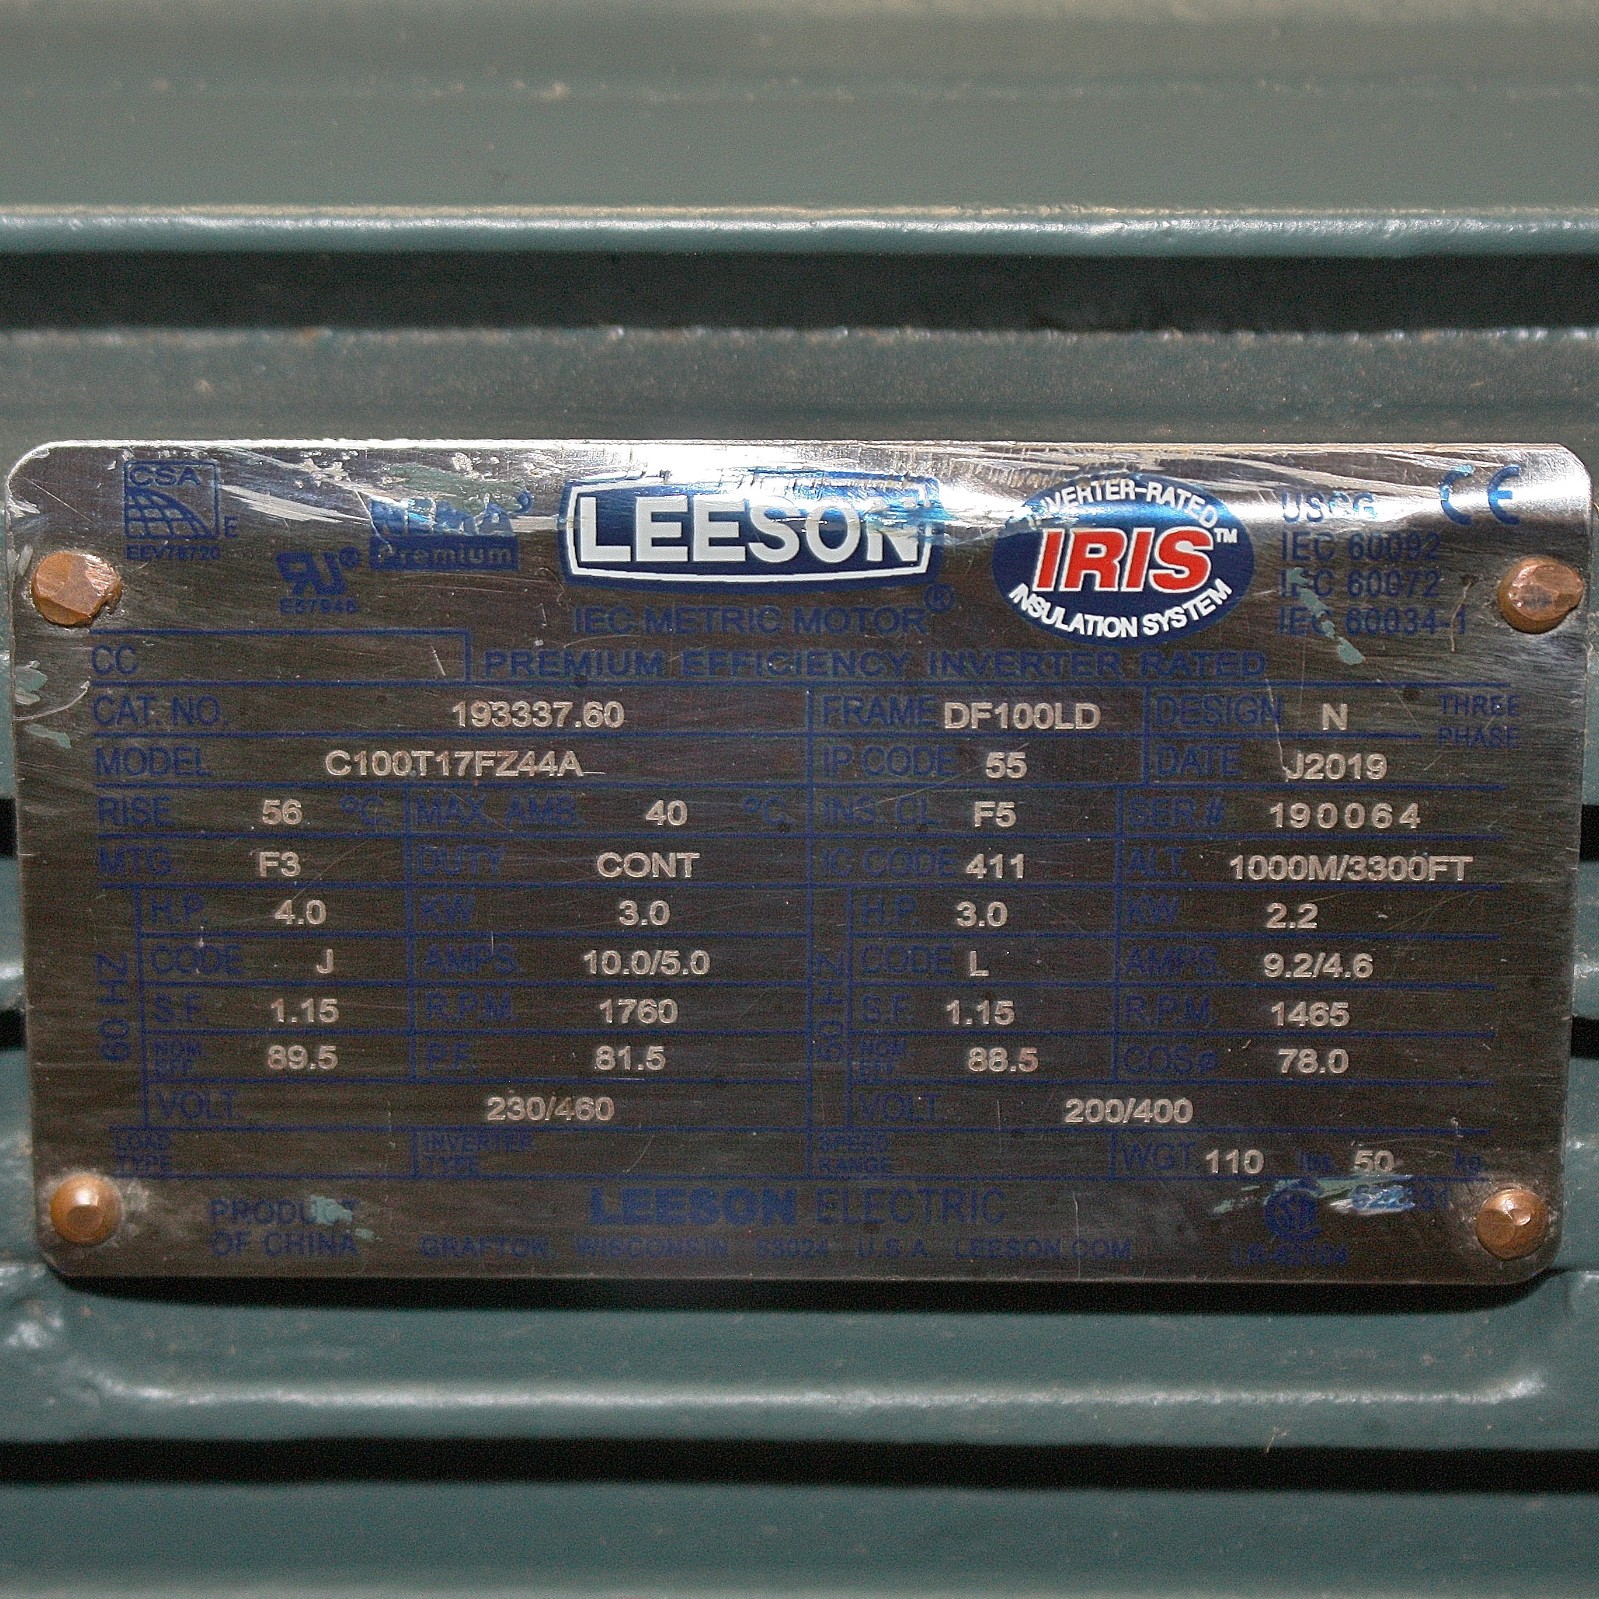 CSA
E
EEV78720
E57948
NEMA
Premium
LEESON
IEC METRIC MOTOR®
INVERTER-RATED
IRIS™
INSULATION SYSTEM
USCG CE
IEC 60092
IEC 60072
IEC 60034-1
CC PREMIUM EFFICIENCY INVERTER RATED
CAT. NO. 193337.60 FRAME DF100LD DESIGN N THREE PHASE
MODEL C100T17FZ44A IP CODE 55 DATE J2019
RISE 56 °C. MAX. AMB. 40 °C. INS. CL. F5 SER.# 190064
MTG F3 DUTY CONT IC CODE 411 ALT. 1000M/3300FT
60 HZ 50 HZ
H.P. 4.0 KW 3.0 H.P. 3.0 KW 2.2
CODE J AMPS. 10.0/5.0 CODE L AMPS. 9.2/4.6
S.F. 1.15 R.P.M. 1760 S.F. 1.15 R.P.M. 1465
NOM EFF 89.5 P.F. 81.5 NOM EFF 88.5 COSø 78.0
VOLT. 230/460 VOLT. 200/400
LOAD TYPE INVERTER TYPE SPEED RANGE WGT. 110 lbs. 50 kg.
PRODUCT LEESON ELECTRIC
OF CHINA GRAFTON, WISCONSIN 53024 U.S.A. LEESON.COM